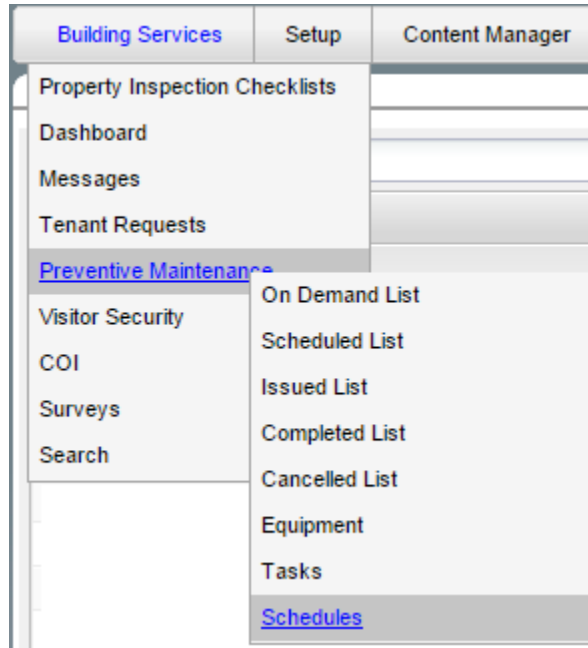 Building Services Setup Content Manager
Property Inspection Checklists
Dashboard
Messages
Tenant Requests
Preventive Maintenance
Visitor Security
COI
Surveys
Search
On Demand List
Scheduled List
Issued List
Completed List
Cancelled List
Equipment
Tasks
Schedules